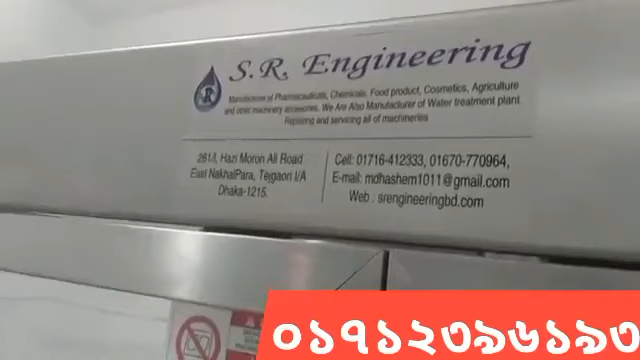 S.R. Engineering
SR
Manufacturer of Pharmaceuticals, Chemicals, Food product, Cosmetics, Agriculture
and other machinery accessories. We Are Also Manufacturer of Water treatment plant
Repairing and servicing all of machineries
261/I, Hazi Moron Ali Road
East NakhalPara, Tejgaon I/A
Dhaka-1215.
Cell: 01716-412333, 01670-770964,
E-mail: mdhashem1011@gmail.com
Web : srengineeringbd.com
০১৭১২৩৯৬১৯৩